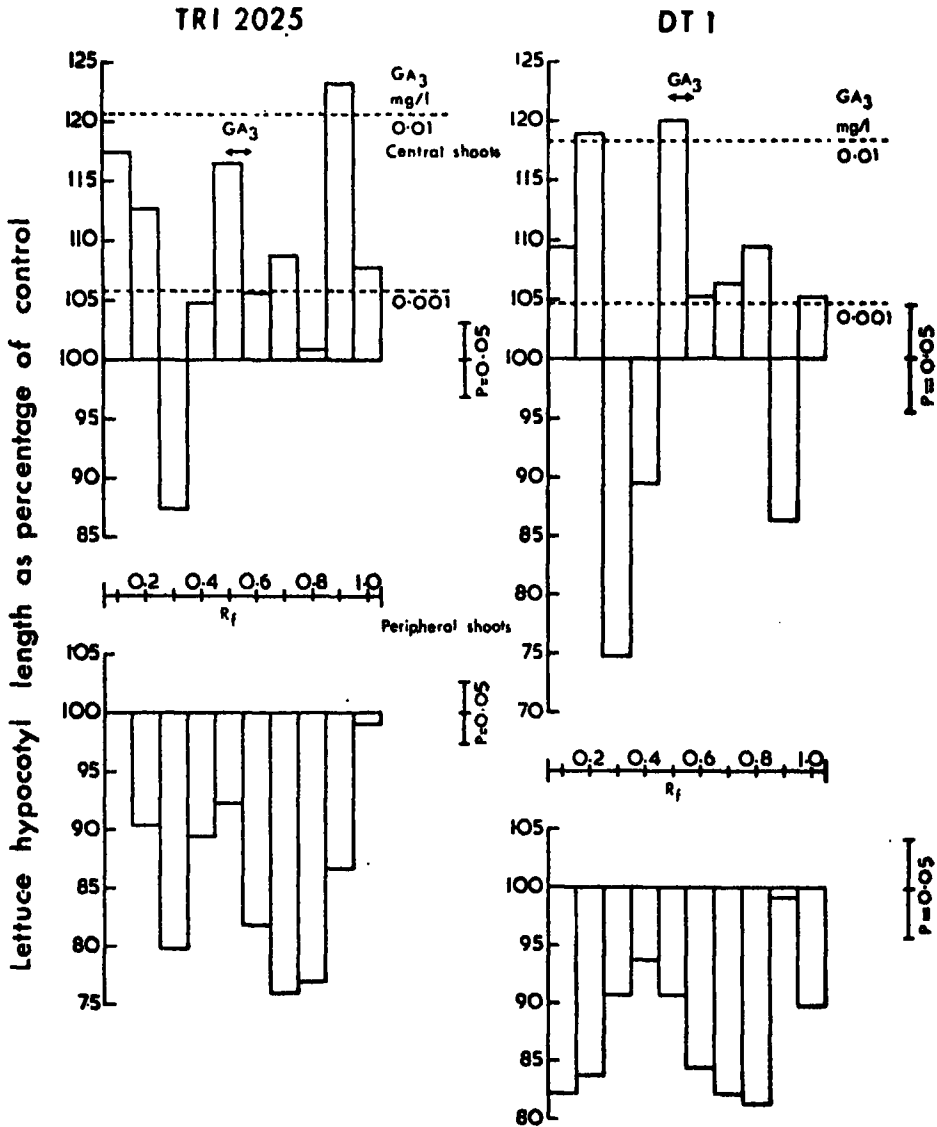 TRI 2025
DT 1
Lettuce hypocotyl length as percentage of control
125
120
115
110
105
100
95
90
85
GA3
mg/l
0·01
Central shoots
GA3
0·001
P=0·05
0·2 0·4 0·6 0·8 1·0
Rf
Peripheral shoots
105
100
95
90
85
80
75
P=0·05
125
120
115
110
105
100
95
90
85
80
75
70
GA3
GA3
mg/l
0·01
0·001
P=0·05
0·2 0·4 0·6 0·8 1·0
Rf
105
100
95
90
85
80
P=0·05